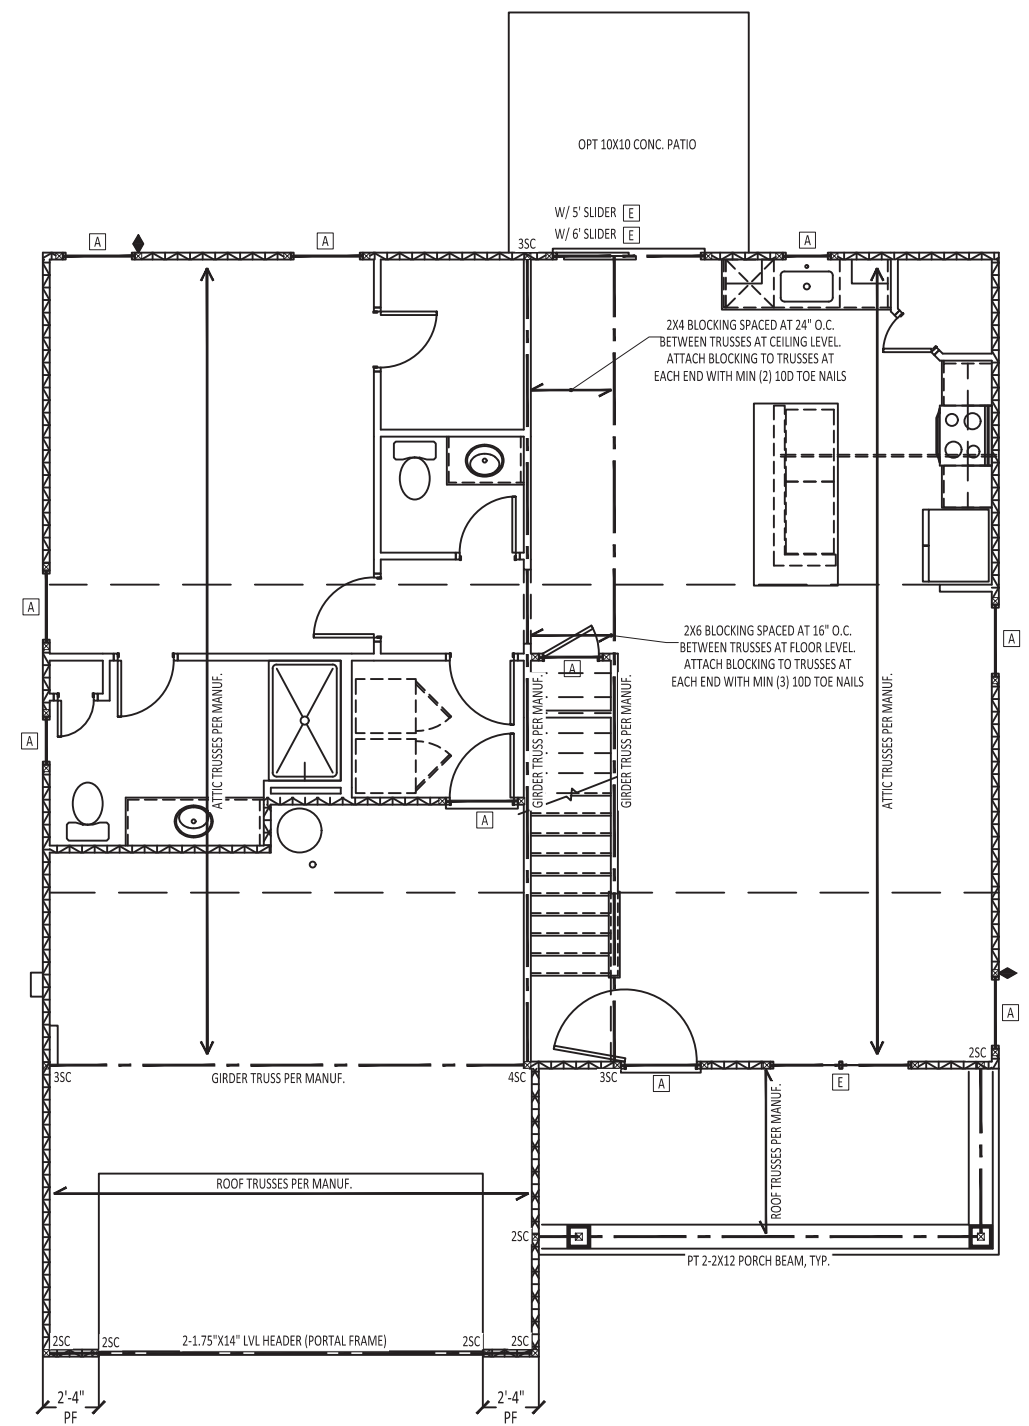 OPT 10X10 CONC. PATIO
W/ 5' SLIDER E
W/ 6' SLIDER E
A
A
3SC
A
2X4 BLOCKING SPACED AT 24" O.C.
BETWEEN TRUSSES AT CEILING LEVEL.
ATTACH BLOCKING TO TRUSSES AT
EACH END WITH MIN (2) 10D TOE NAILS
A
2X6 BLOCKING SPACED AT 16" O.C.
BETWEEN TRUSSES AT FLOOR LEVEL.
ATTACH BLOCKING TO TRUSSES AT
EACH END WITH MIN (3) 10D TOE NAILS
A
A
A
ATTIC TRUSSES PER MANUF.
GIRDER TRUSS PER MANUF.
GIRDER TRUSS PER MANUF.
ATTIC TRUSSES PER MANUF.
A
A
2SC
3SC
GIRDER TRUSS PER MANUF.
4SC
3SC
A
E
ROOF TRUSSES PER MANUF.
ROOF TRUSSES PER MANUF.
2SC
PT 2-2X12 PORCH BEAM, TYP.
2SC
2SC
2-1.75"X14" LVL HEADER (PORTAL FRAME)
2SC
2SC
2'-4"
PF
2'-4"
PF